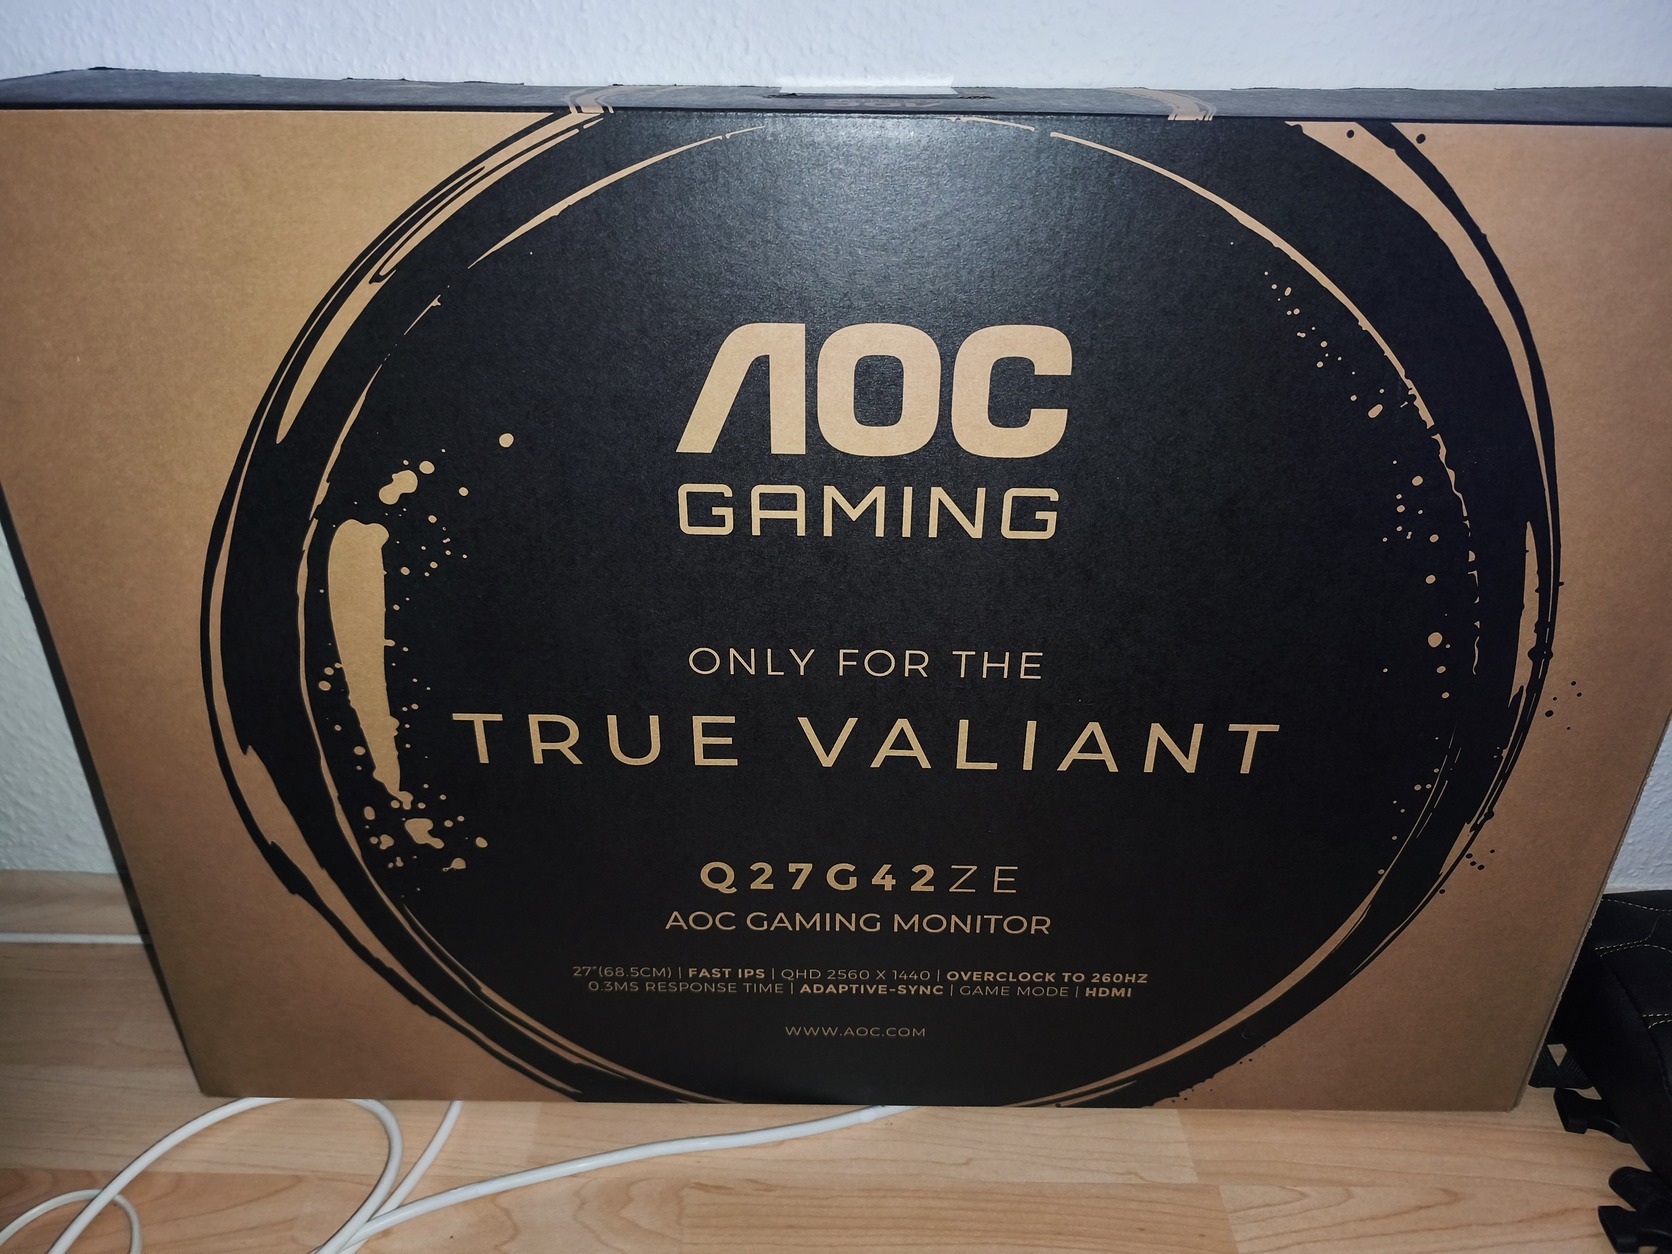 AOC
GAMING
ONLY FOR THE
TRUE VALIANT
Q27G42ZE
AOC GAMING MONITOR
27"(68.5CM) | FAST IPS | QHD 2560 X 1440 | OVERCLOCK TO 260HZ
0.3MS RESPONSE TIME | ADAPTIVE-SYNC | GAME MODE | HDMI
WWW.AOC.COM